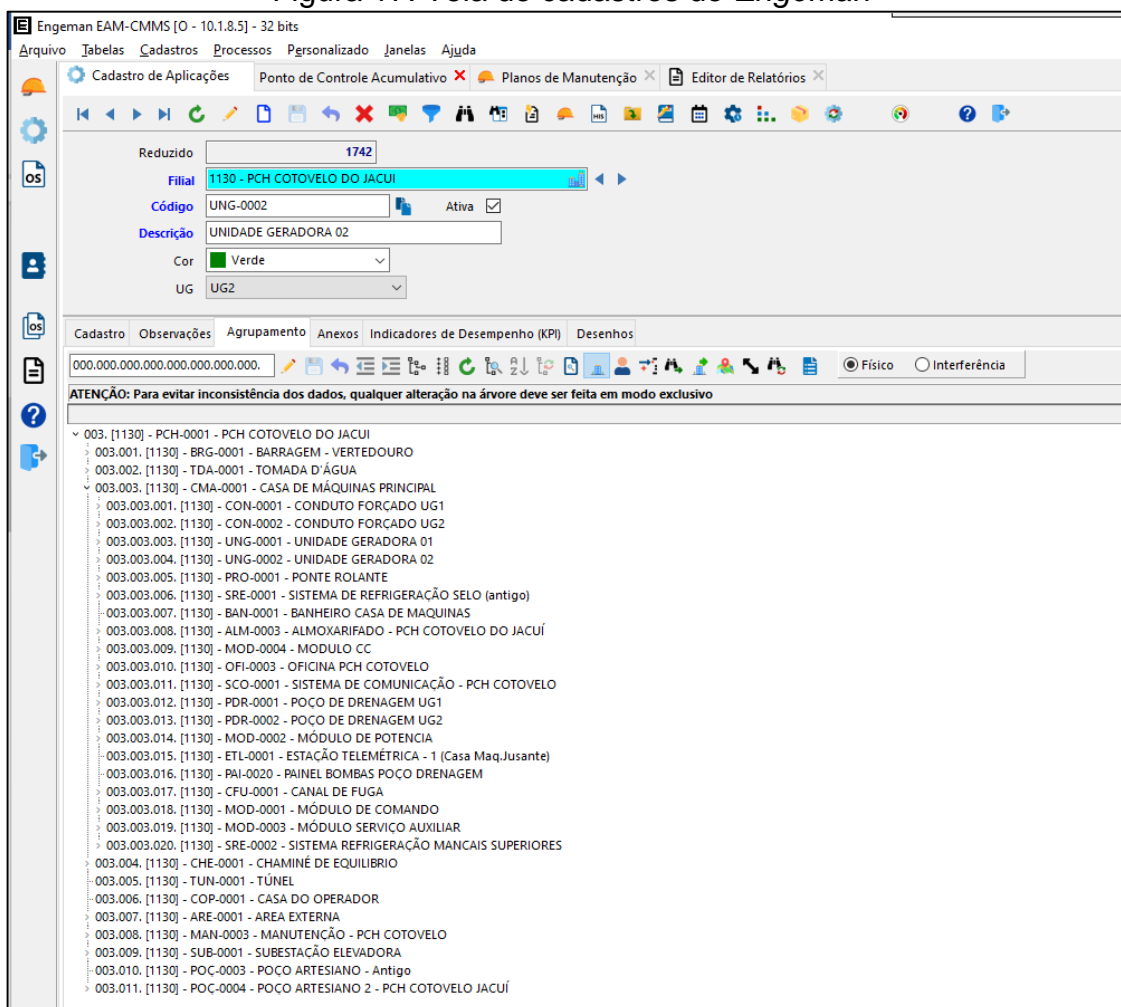 Figura 17: Tela de cadastros do Engeman
Engeman EAM-CMMS [O - 10.1.8.5] - 32 bits
Arquivo Tabelas Cadastros Processos Personalizado Janelas Ajuda
Cadastro de Aplicações Ponto de Controle Acumulativo Planos de Manutenção Editor de Relatórios
HIS
Reduzido 1742
OS
Filial 1130 - PCH COTOVELO DO JACUI
Código UNG-0002 Ativa
Descrição UNIDADE GERADORA 02
Cor Verde
UG UG2
OS
Cadastro Observações Agrupamento Anexos Indicadores de Desempenho (KPI) Desenhos
000.000.000.000.000.000.000.000. Físico Interferência
ATENÇÃO: Para evitar inconsistência dos dados, qualquer alteração na árvore deve ser feita em modo exclusivo
003. [1130] - PCH-0001 - PCH COTOVELO DO JACUI
003.001. [1130] - BRG-0001 - BARRAGEM - VERTEDOURO
003.002. [1130] - TDA-0001 - TOMADA D'ÁGUA
003.003. [1130] - CMA-0001 - CASA DE MÁQUINAS PRINCIPAL
003.003.001. [1130] - CON-0001 - CONDUTO FORÇADO UG1
003.003.002. [1130] - CON-0002 - CONDUTO FORÇADO UG2
003.003.003. [1130] - UNG-0001 - UNIDADE GERADORA 01
003.003.004. [1130] - UNG-0002 - UNIDADE GERADORA 02
003.003.005. [1130] - PRO-0001 - PONTE ROLANTE
003.003.006. [1130] - SRE-0001 - SISTEMA DE REFRIGERAÇÃO SELO (antigo)
003.003.007. [1130] - BAN-0001 - BANHEIRO CASA DE MAQUINAS
003.003.008. [1130] - ALM-0003 - ALMOXARIFADO - PCH COTOVELO DO JACUÍ
003.003.009. [1130] - MOD-0004 - MODULO CC
003.003.010. [1130] - OFI-0003 - OFICINA PCH COTOVELO
003.003.011. [1130] - SCO-0001 - SISTEMA DE COMUNICAÇÃO - PCH COTOVELO
003.003.012. [1130] - PDR-0001 - POÇO DE DRENAGEM UG1
003.003.013. [1130] - PDR-0002 - POÇO DE DRENAGEM UG2
003.003.014. [1130] - MOD-0002 - MÓDULO DE POTENCIA
003.003.015. [1130] - ETL-0001 - ESTAÇÃO TELEMÉTRICA - 1 (Casa Maq.Jusante)
003.003.016. [1130] - PAI-0020 - PAINEL BOMBAS POÇO DRENAGEM
003.003.017. [1130] - CFU-0001 - CANAL DE FUGA
003.003.018. [1130] - MOD-0001 - MÓDULO DE COMANDO
003.003.019. [1130] - MOD-0003 - MÓDULO SERVIÇO AUXILIAR
003.003.020. [1130] - SRE-0002 - SISTEMA REFRIGERAÇÃO MANCAIS SUPERIORES
003.004. [1130] - CHE-0001 - CHAMINÉ DE EQUILIBRIO
003.005. [1130] - TUN-0001 - TÚNEL
003.006. [1130] - COP-0001 - CASA DO OPERADOR
003.007. [1130] - ARE-0001 - AREA EXTERNA
003.008. [1130] - MAN-0003 - MANUTENÇÃO - PCH COTOVELO
003.009. [1130] - SUB-0001 - SUBESTAÇÃO ELEVADORA
003.010. [1130] - POÇ-0003 - POÇO ARTESIANO - Antigo
003.011. [1130] - POÇ-0004 - POÇO ARTESIANO 2 - PCH COTOVELO JACUÍ